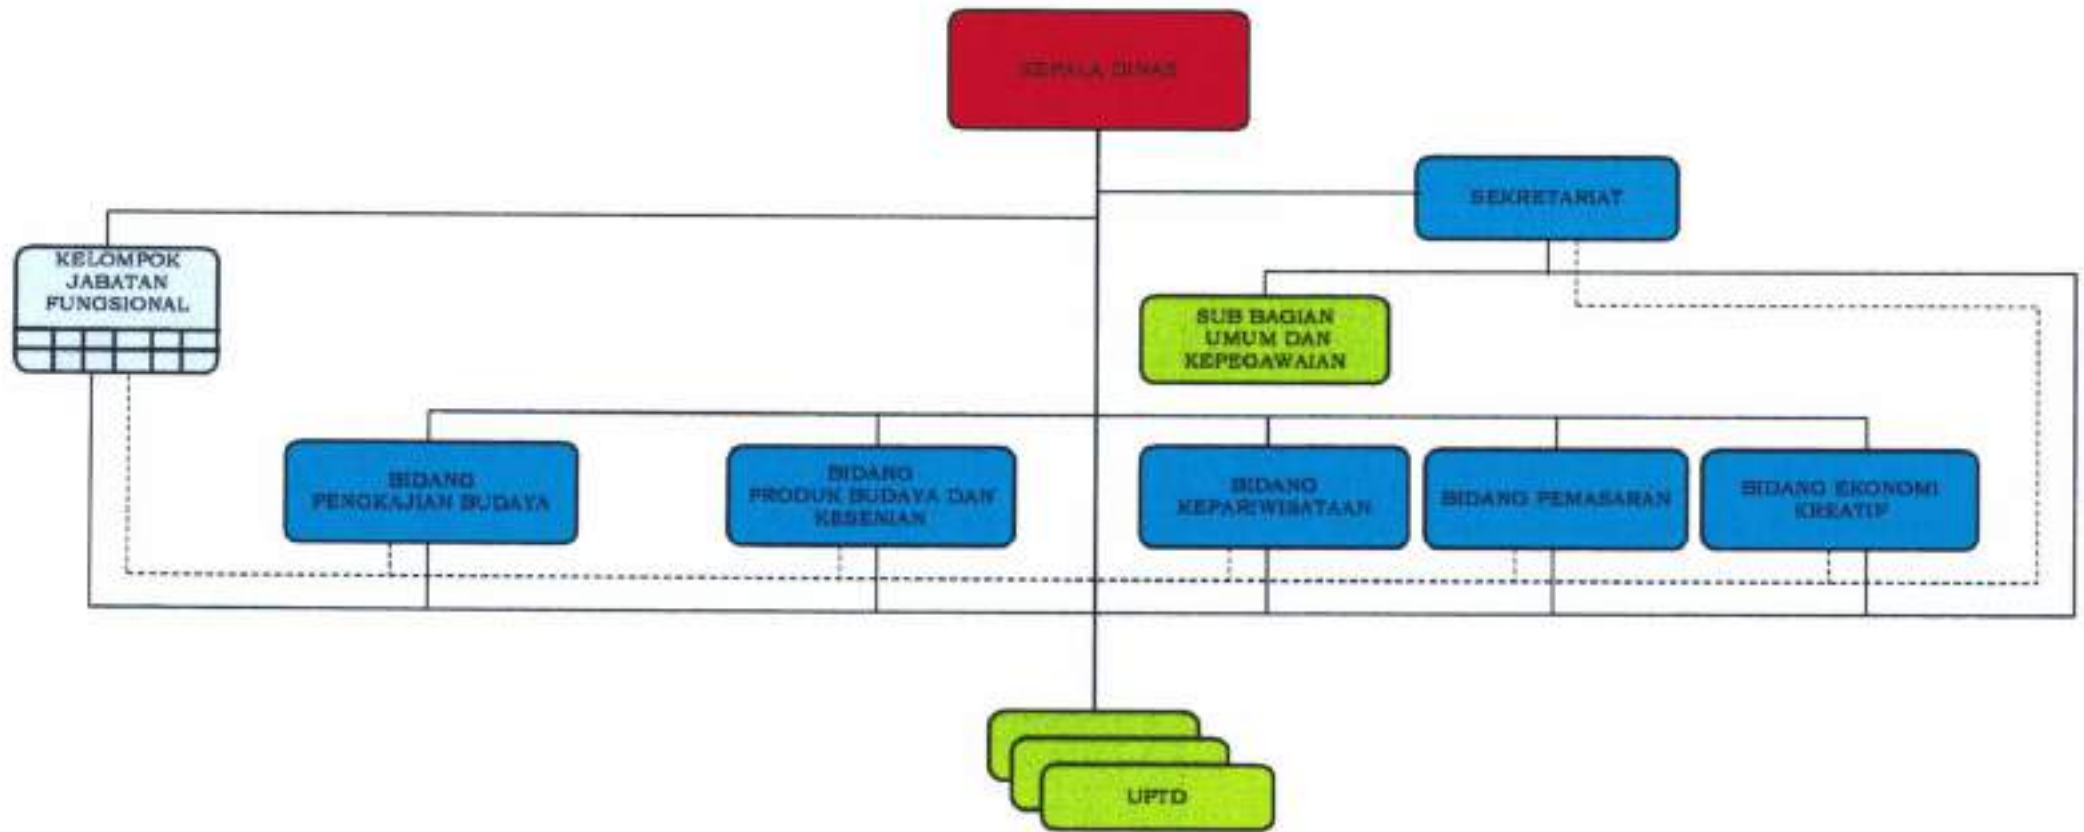 KEPALA DINAS
SEKRETARIAT
KELOMPOK
JABATAN
FUNGSIONAL
SUB BAGIAN
UMUM DAN
KEPEGAWAIAN
BIDANG
PENGKAJIAN BUDAYA
BIDANG
PRODUK BUDAYA DAN
KESENIAN
BIDANG
KEPARIWISATAAN
BIDANG PEMASARAN
BIDANG EKONOMI
KREATIF
UPTD